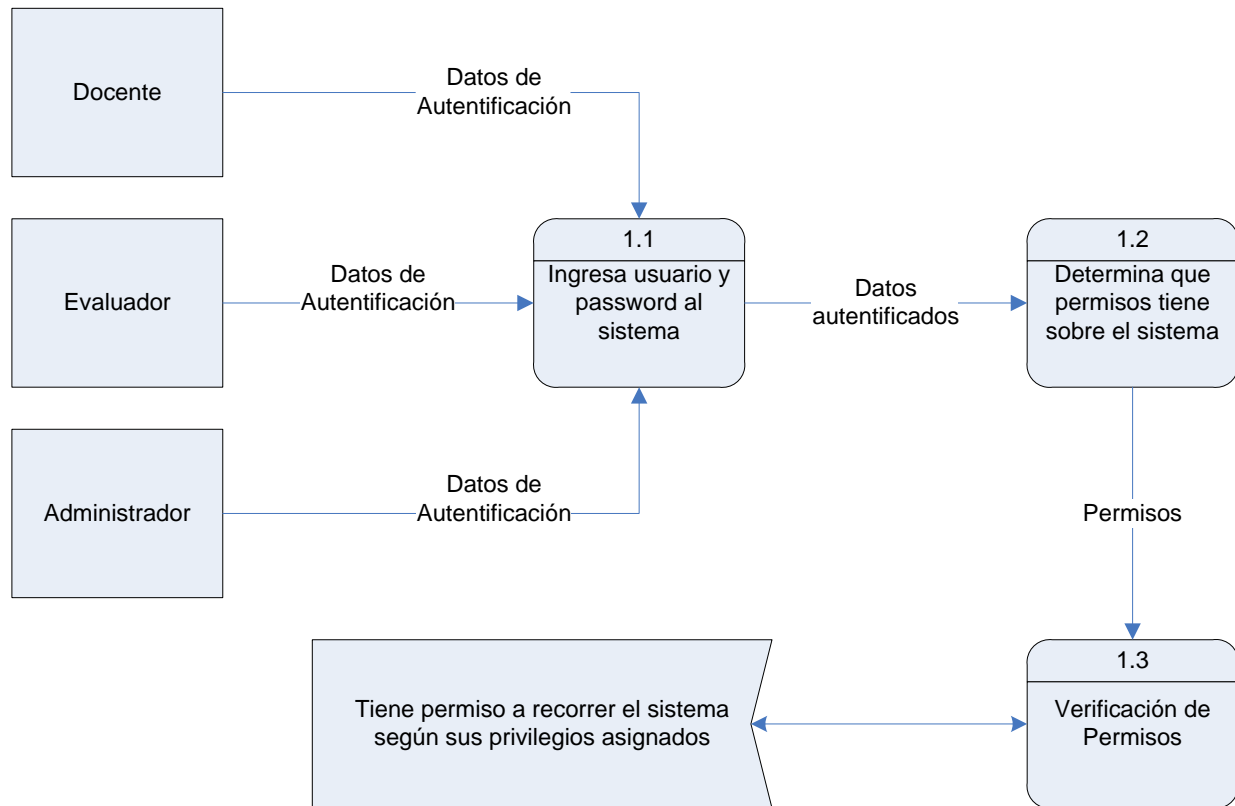 Docente
Datos de
Autentificación
Evaluador
Datos de
Autentificación
1.1
Ingresa usuario y
password al
sistema
Datos
autentificados
1.2
Determina que
permisos tiene
sobre el sistema
Administrador
Datos de
Autentificación
Permisos
1.3
Verificación de
Permisos
Tiene permiso a recorrer el sistema
según sus privilegios asignados